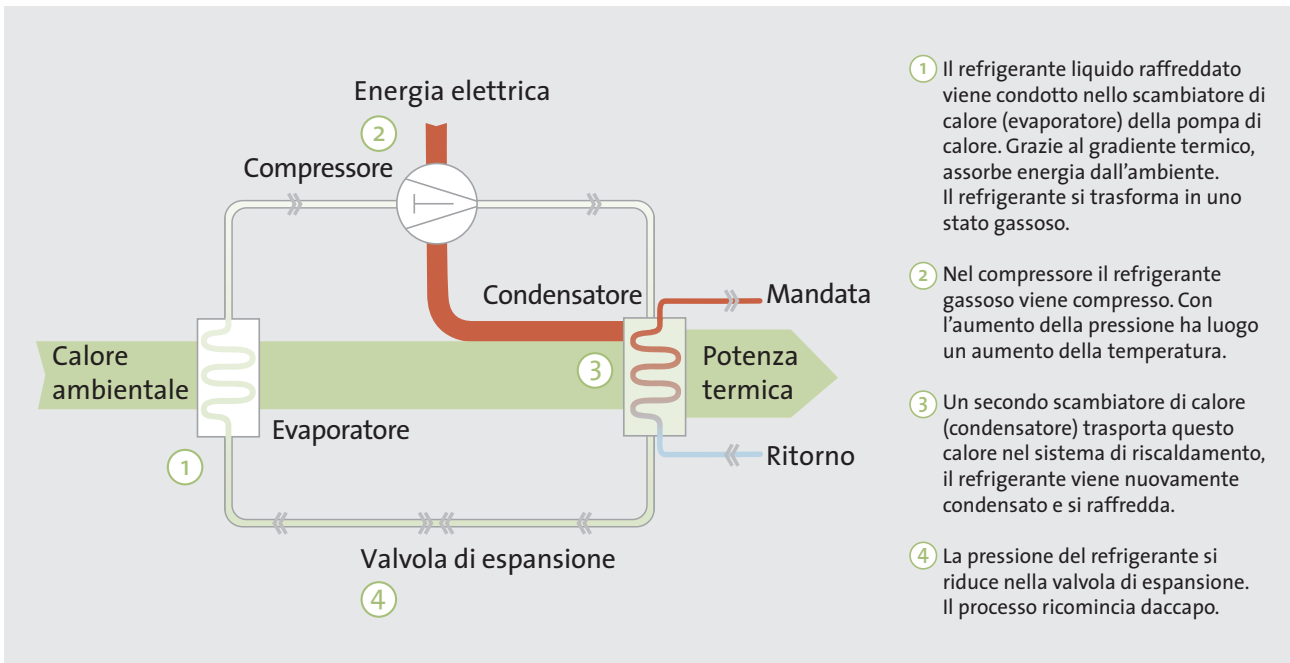 Energia elettrica
2
Compressore
Condensatore
Mandata
Calore
ambientale
3
Potenza
termica
Evaporatore
Ritorno
1
Valvola di espansione
4
1 Il refrigerante liquido raffreddato
viene condotto nello scambiatore di
calore (evaporatore) della pompa di
calore. Grazie al gradiente termico,
assorbe energia dall’ambiente.
Il refrigerante si trasforma in uno
stato gassoso.
2 Nel compressore il refrigerante
gassoso viene compresso. Con
l’aumento della pressione ha luogo
un aumento della temperatura.
3 Un secondo scambiatore di calore
(condensatore) trasporta questo
calore nel sistema di riscaldamento,
il refrigerante viene nuovamente
condensato e si raffredda.
4 La pressione del refrigerante si
riduce nella valvola di espansione.
Il processo ricomincia daccapo.